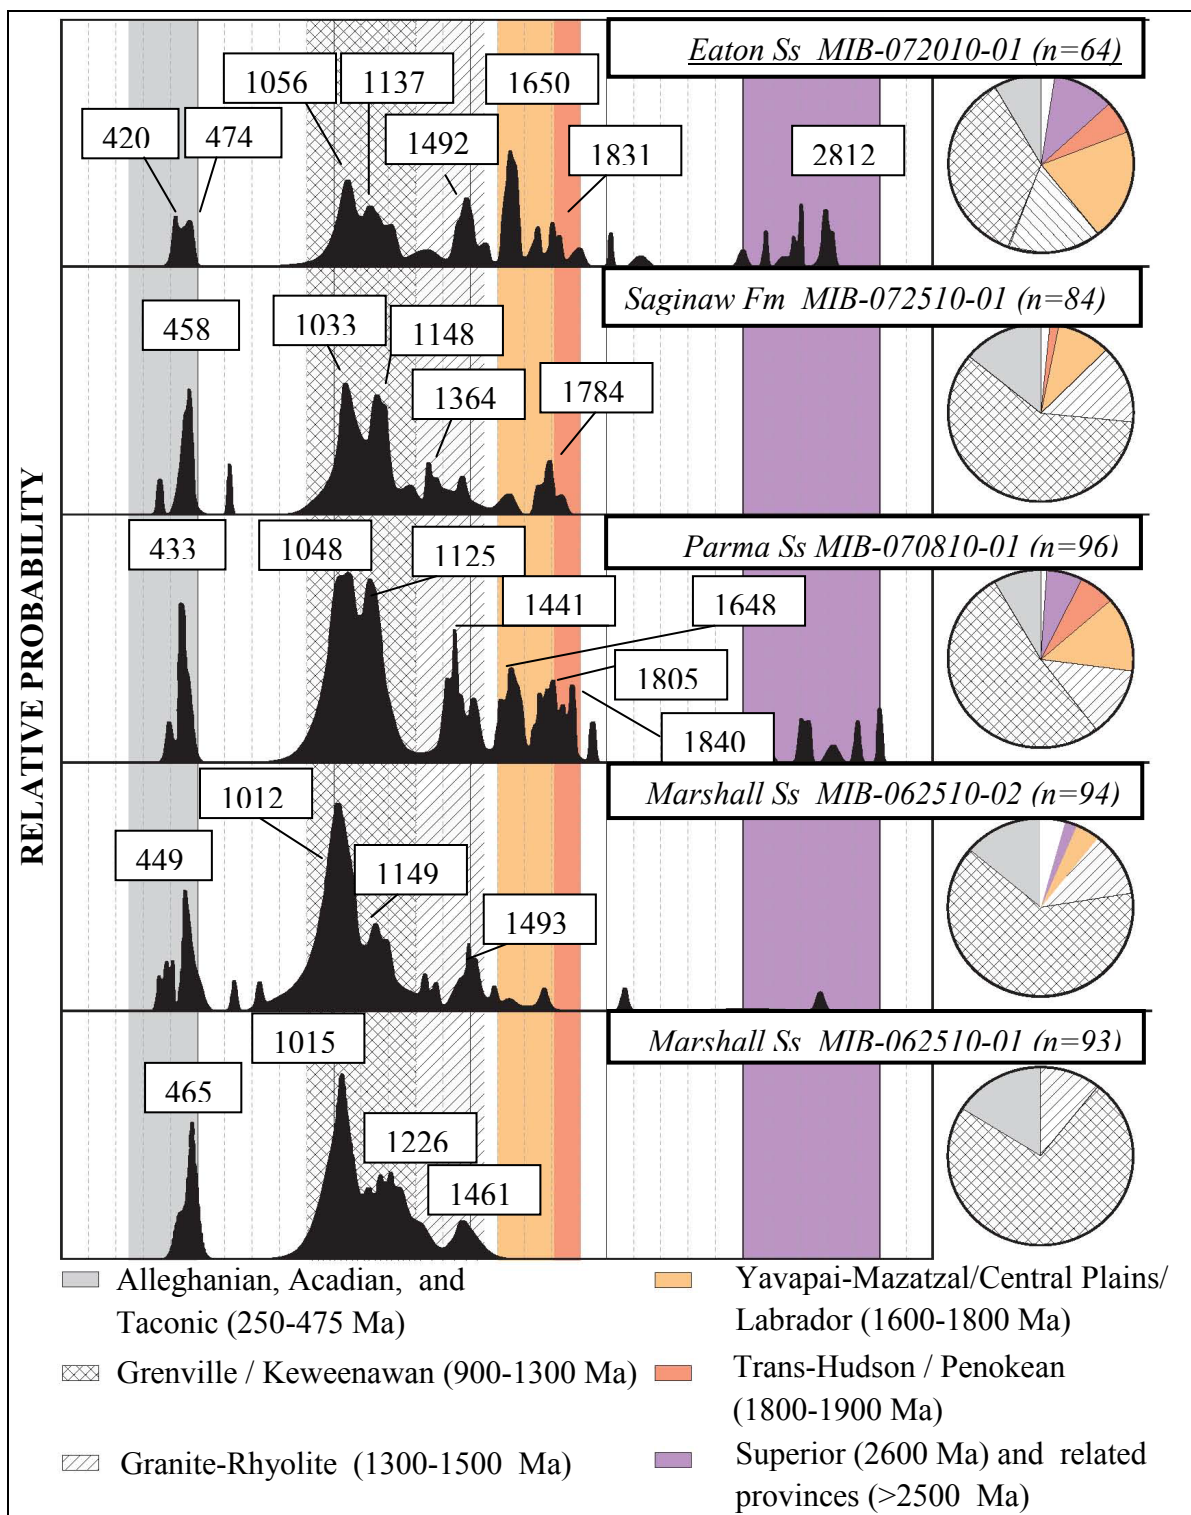 RELATIVE PROBABILITY
Eaton Ss MIB-072010-01 (n=64)
1056
1137
1650
420
474
1492
1831
2812
Saginaw Fm MIB-072510-01 (n=84)
458
1033
1148
1364
1784
Parma Ss MIB-070810-01 (n=96)
433
1048
1125
1441
1648
1805
1840
Marshall Ss MIB-062510-02 (n=94)
1012
449
1149
1493
Marshall Ss MIB-062510-01 (n=93)
1015
465
1226
1461
Alleghanian, Acadian, and
Taconic (250-475 Ma)
Grenville / Keweenawan (900-1300 Ma)
Granite-Rhyolite (1300-1500 Ma)
Yavapai-Mazatzal/Central Plains/
Labrador (1600-1800 Ma)
Trans-Hudson / Penokean
(1800-1900 Ma)
Superior (2600 Ma) and related
provinces (>2500 Ma)